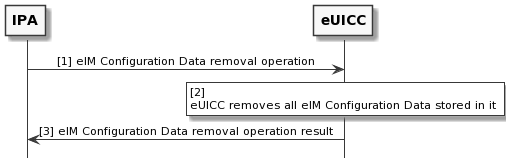 IPA
eUICC
[1] eIM Configuration Data removal operation
[2]
eUICC removes all eIM Configuration Data stored in it
[3] eIM Configuration Data removal operation result